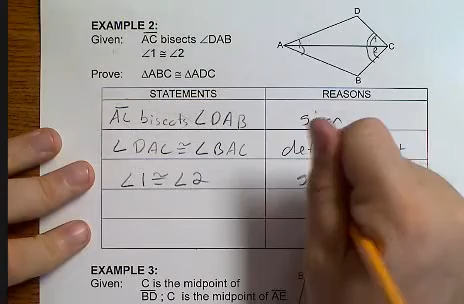 EXAMPLE 2:
Given: AC bisects ∠DAB
∠1 ≅ ∠2
Prove: ΔABC ≅ ΔADC
D
A
C
B
STATEMENTS REASONS
AC bisects ∠DAB given
∠DAC ≅ ∠BAC
∠1 ≅ ∠2
EXAMPLE 3:
Given: C is the midpoint of
BD ; C is the midpoint of AE
B